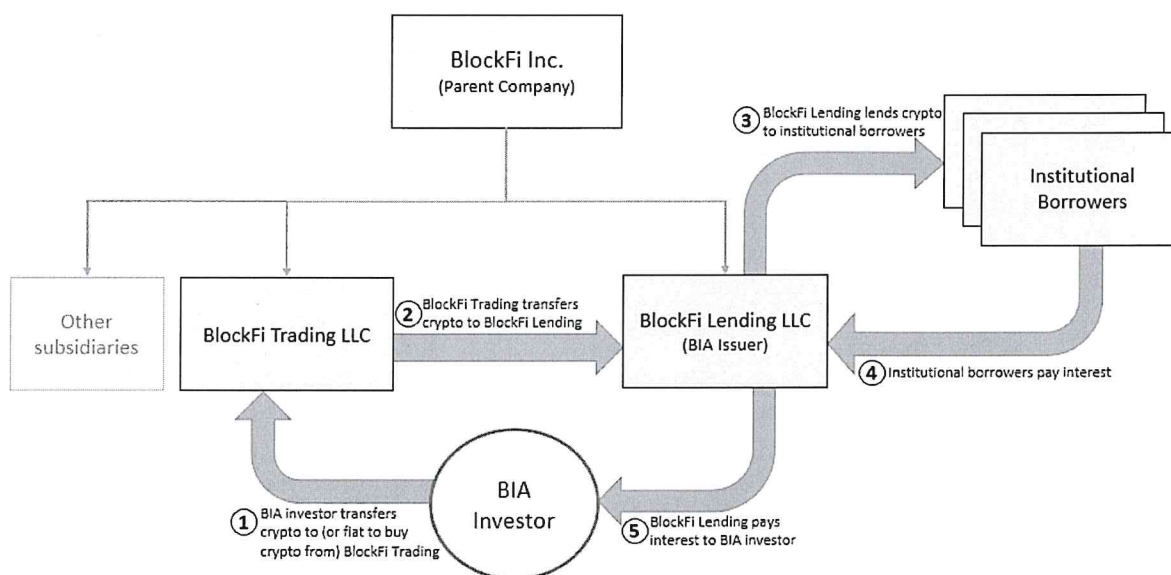 BlockFi Inc.
(Parent Company)
③ BlockFi Lending lends crypto
to institutional borrowers
Institutional
Borrowers
Other
subsidiaries
BlockFi Trading LLC
② BlockFi Trading transfers
crypto to BlockFi Lending
BlockFi Lending LLC
(BIA Issuer)
④ Institutional borrowers pay interest
BIA
Investor
① BIA investor transfers
crypto to (or fiat to buy
crypto from) BlockFi Trading
⑤ BlockFi Lending pays
interest to BIA investor